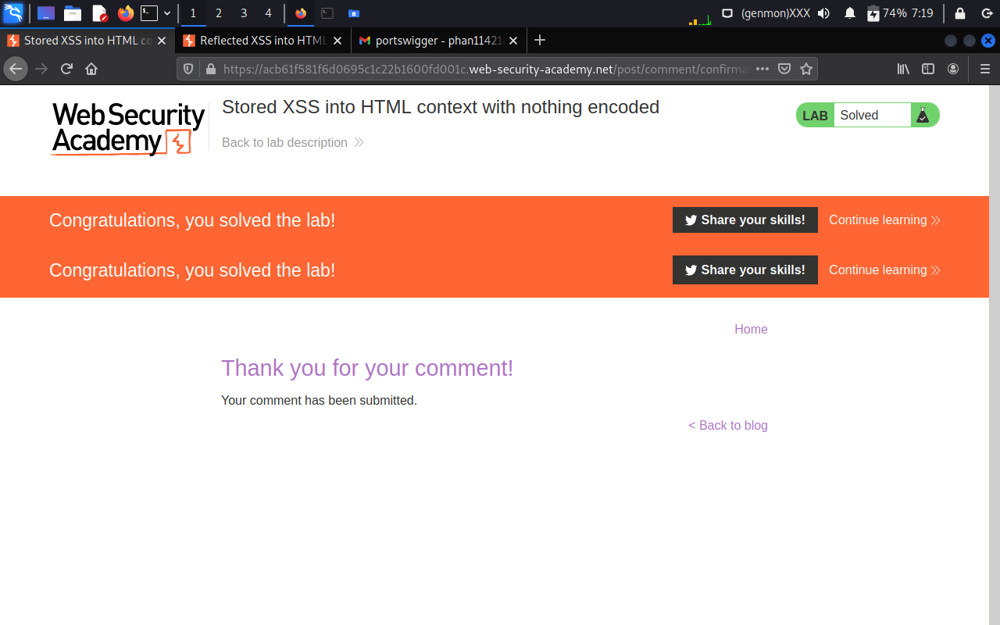 1 2 3 4 (genmon)XXX 74% 7:19
Stored XSS into HTML co Reflected XSS into HTML portswigger - phan11421
https://acb61f581f6d0695c1c22b1600fd001c.web-security-academy.net/post/comment/confirma
Web Security
Academy
Stored XSS into HTML context with nothing encoded
Back to lab description
LAB Solved
Congratulations, you solved the lab! Share your skills! Continue learning
Congratulations, you solved the lab! Share your skills! Continue learning
Home
Thank you for your comment!
Your comment has been submitted.
< Back to blog